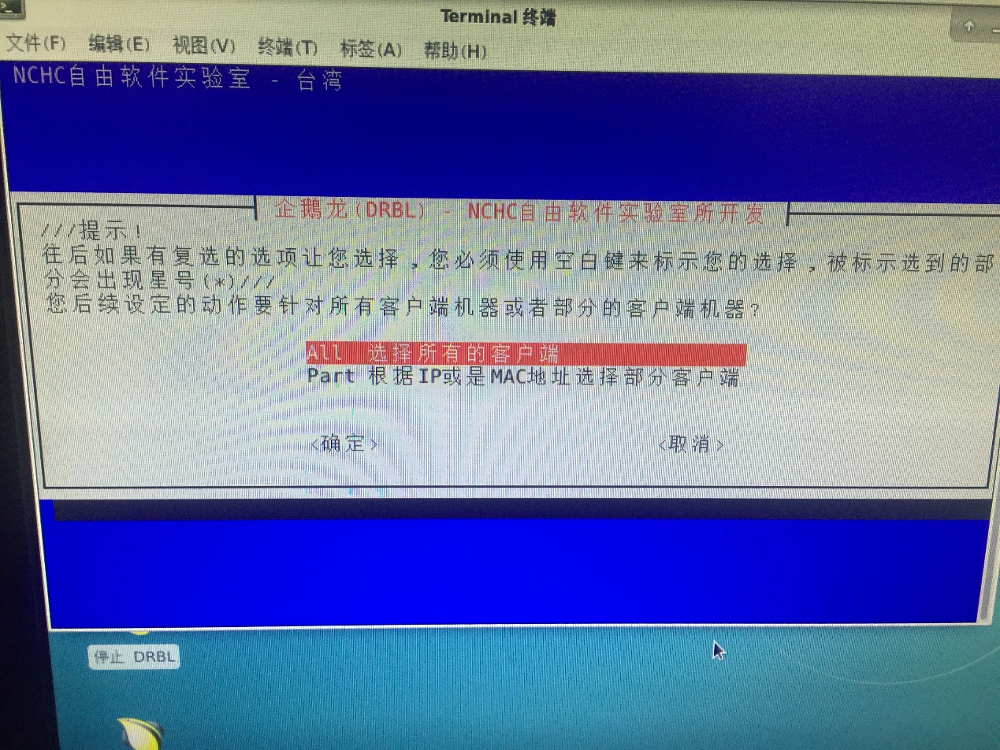 Terminal 终端
文件(F) 编辑(E) 视图(V) 终端(T) 标签(A) 帮助(H)
NCHC自由软件实验室 - 台湾
企鹅龙(DRBL) - NCHC自由软件实验室所开发
///提示!
往后如果有复选的选项让您选择,您必须使用空白键来标示您的选择,被标示选到的部
分会出现星号(*)///
您后续设定的动作要针对所有客户端机器或者部分的客户端机器?
All 选择所有的客户端
Part 根据IP或是MAC地址选择部分客户端
<确定> <取消>
停止 DRBL